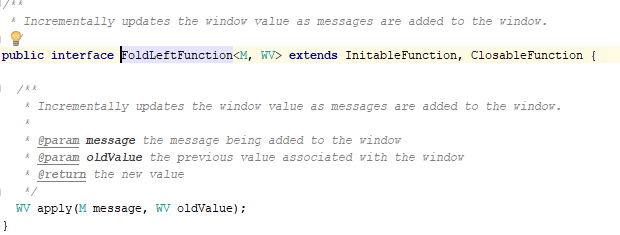 /**
 * Incrementally updates the window value as messages are added to the window.
public interface FoldLeftFunction<M, WV> extends InitableFunction, ClosableFunction {
  /**
   * Incrementally updates the window value as messages are added to the window.
   *
   * @param message the message being added to the window
   * @param oldValue the previous value associated with the window
   * @return the new value
   */
  WV apply(M message, WV oldValue);
}